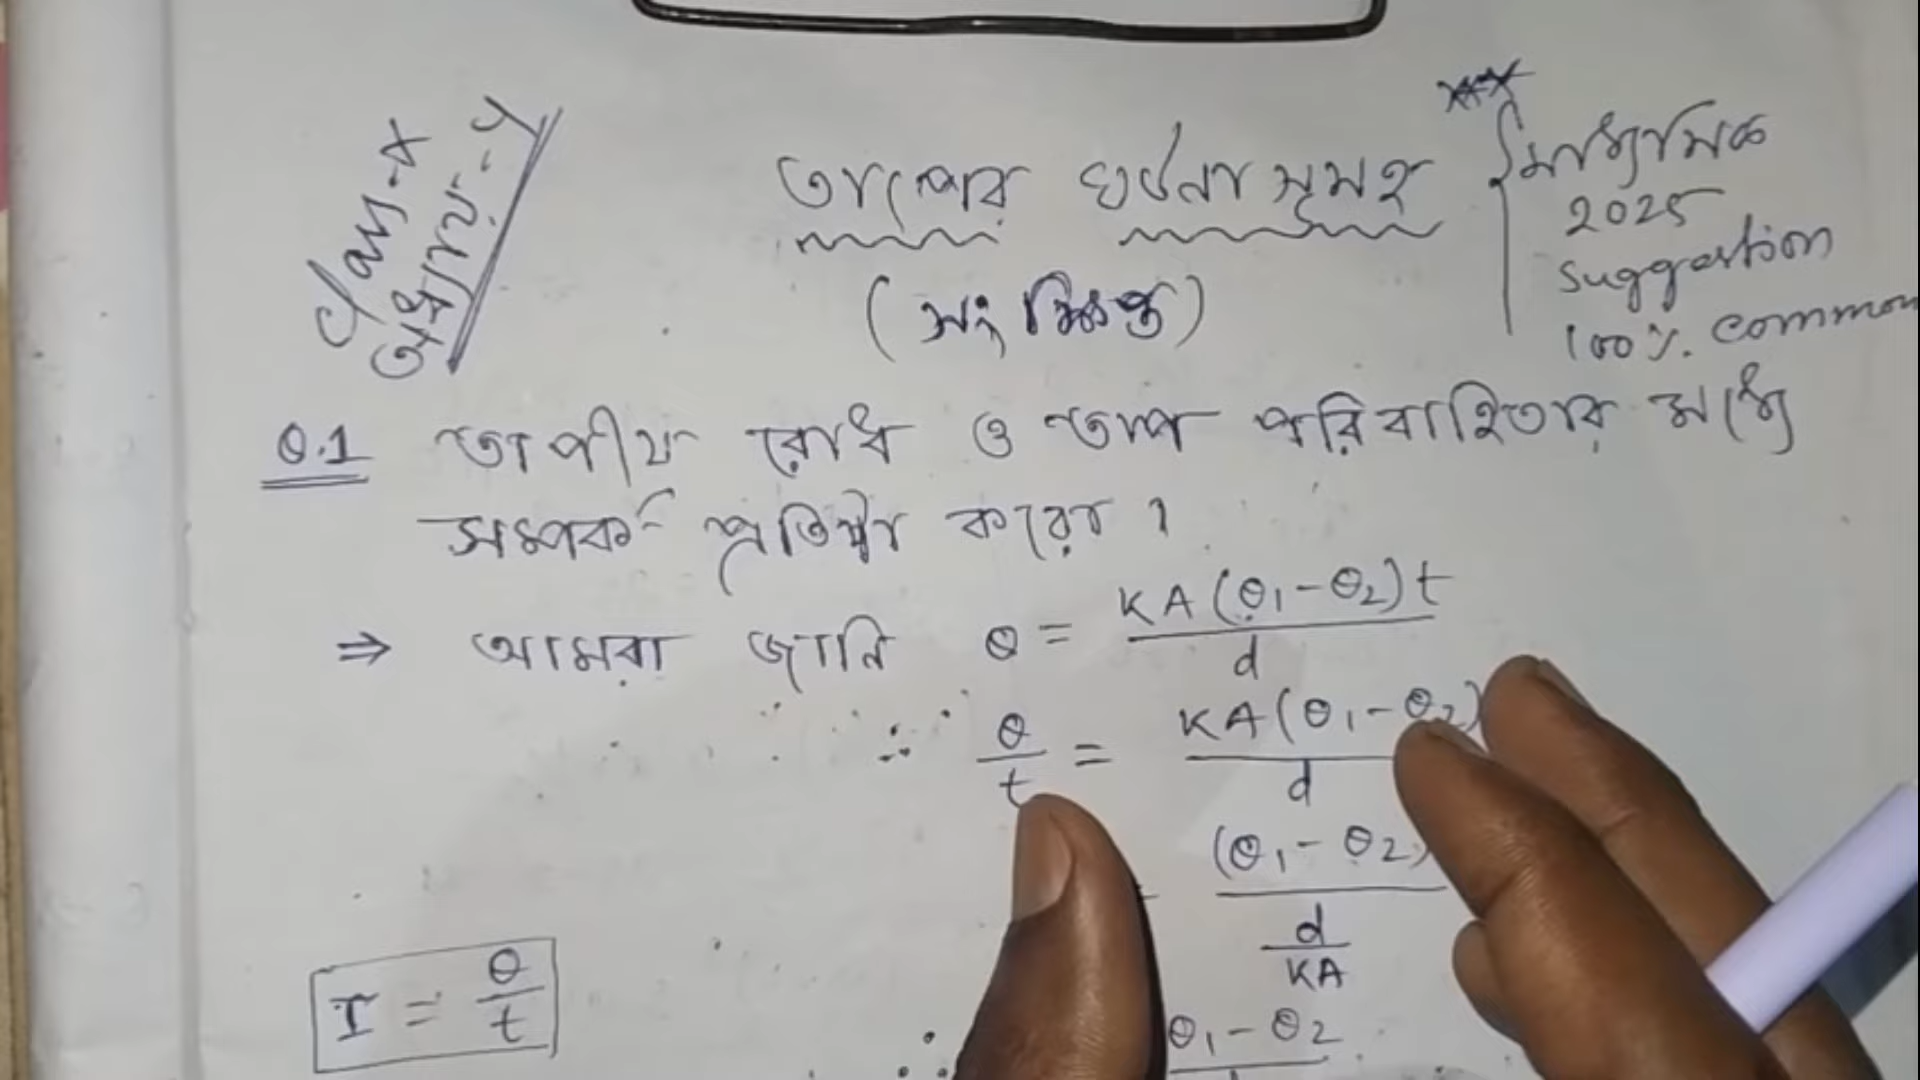 Class-X
অধ্যায়-4
তাপের ঘটনা সমূহ
(সংক্ষিপ্ত)
মাধ্যমিক
2025
suggestion
100%. common
Q.1 তাপীয় রোধ ও তাপ পরিবাহিতার মধ্যে
সম্পর্ক প্রতিষ্ঠা করো।
⇒ আমরা জানি Q = KA(θ1-θ2)t / d
∴ Q/t = KA(θ1-θ2) / d
(θ1-θ2) / d/KA
I = Q/t
∴ θ1-θ2